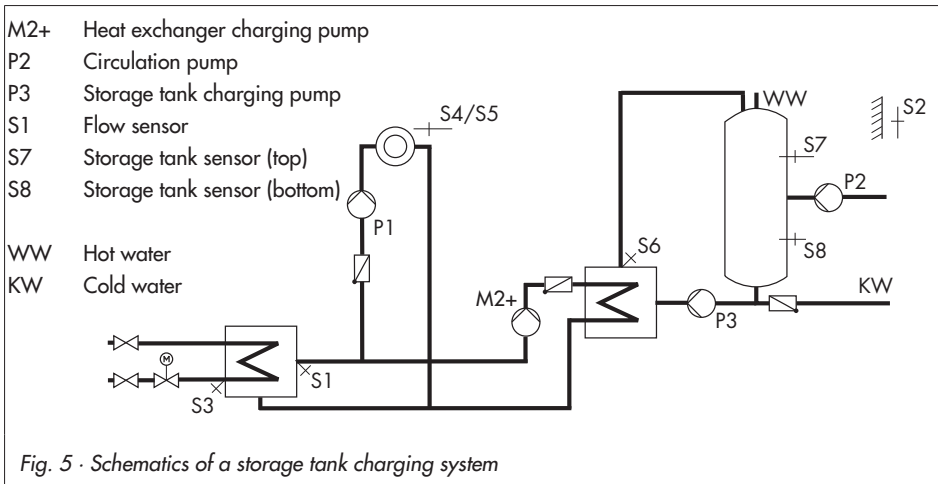 M2+ Heat exchanger charging pump
P2 Circulation pump
P3 Storage tank charging pump
S1 Flow sensor
S7 Storage tank sensor (top)
S8 Storage tank sensor (bottom)
WW Hot water
KW Cold water
S4/S5
P1
WW
S2
S7
P2
S8
S6
KW
M2+
P3
M
S1
S3
Fig. 5 · Schematics of a storage tank charging system